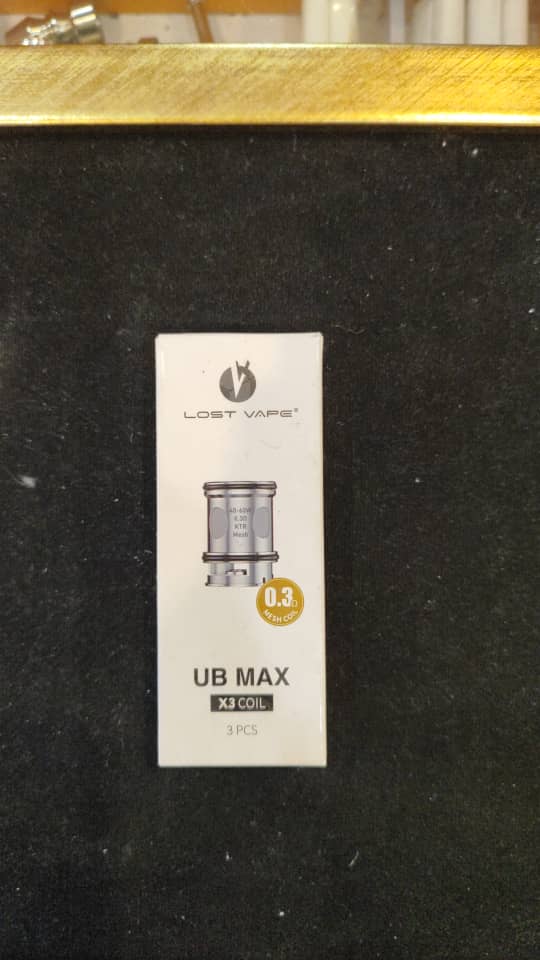 LOST VAPE®
40-60W
0.3Ω
XTR
Mesh
0.3Ω
MESH COIL
UB MAX
X3 COIL
3 PCS